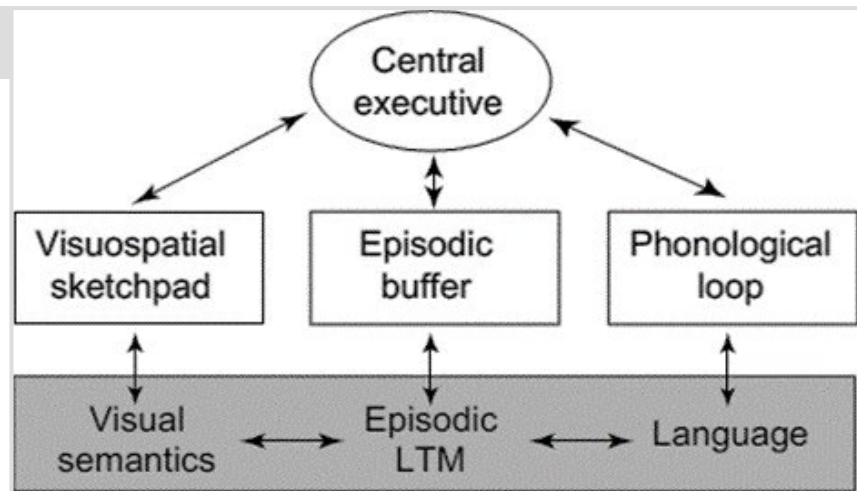 Central
executive
Visuospatial
sketchpad
Episodic
buffer
Phonological
loop
Visual
semantics
Episodic
LTM
Language